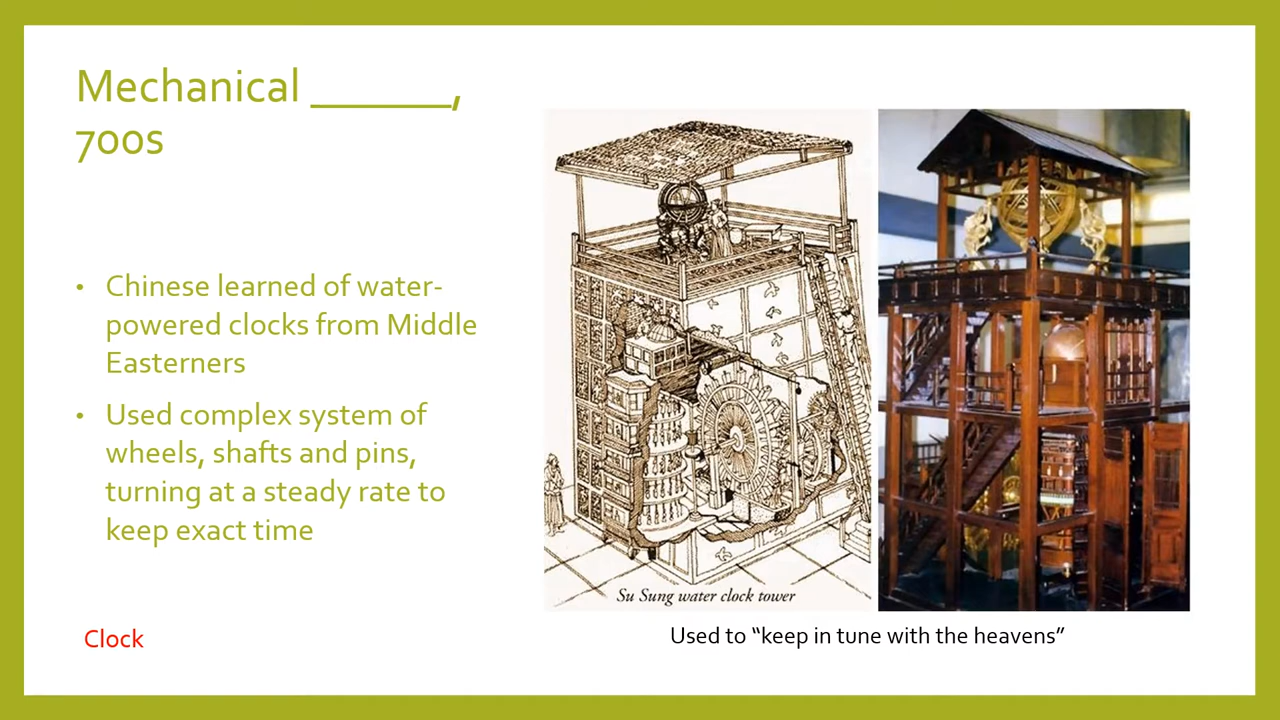 Mechanical ______,
700s
• Chinese learned of water-
powered clocks from Middle
Easterners
• Used complex system of
wheels, shafts and pins,
turning at a steady rate to
keep exact time
Clock
Su Sung water clock tower
Used to “keep in tune with the heavens”